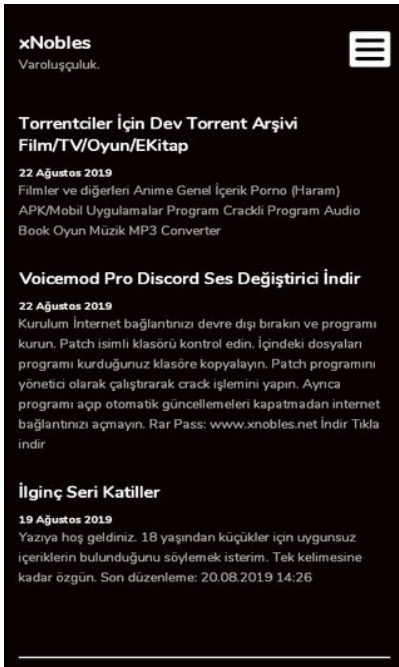 xNobles
Varoluşçuluk.
Torrentciler İçin Dev Torrent Arşivi
Film/TV/Oyun/EKitap
22 Ağustos 2019
Filmler ve diğerleri Anime Genel İçerik Porno (Haram)
APK/Mobil Uygulamalar Program Crackli Program Audio
Book Oyun Müzik MP3 Converter
Voicemod Pro Discord Ses Değiştirici İndir
22 Ağustos 2019
Kurulum İnternet bağlantınızı devre dışı bırakın ve programı
kurun. Patch isimli klasörü kontrol edin. İçindeki dosyaları
programı kurduğunuz klasöre kopyalayın. Patch programını
yönetici olarak çalıştırarak crack işlemini yapın. Ayrıca
programı açıp otomatik güncellemeleri kapatmadan internet
bağlantınızı açmayın. Rar Pass: www.xnobles.net İndir Tıkla
indir
İlginç Seri Katiller
19 Ağustos 2019
Yazıya hoş geldiniz. 18 yaşından küçükler için uygunsuz
içeriklerin bulunduğunu söylemek isterim. Tek kelimesine
kadar özgün. Son düzenleme: 20.08.2019 14:26